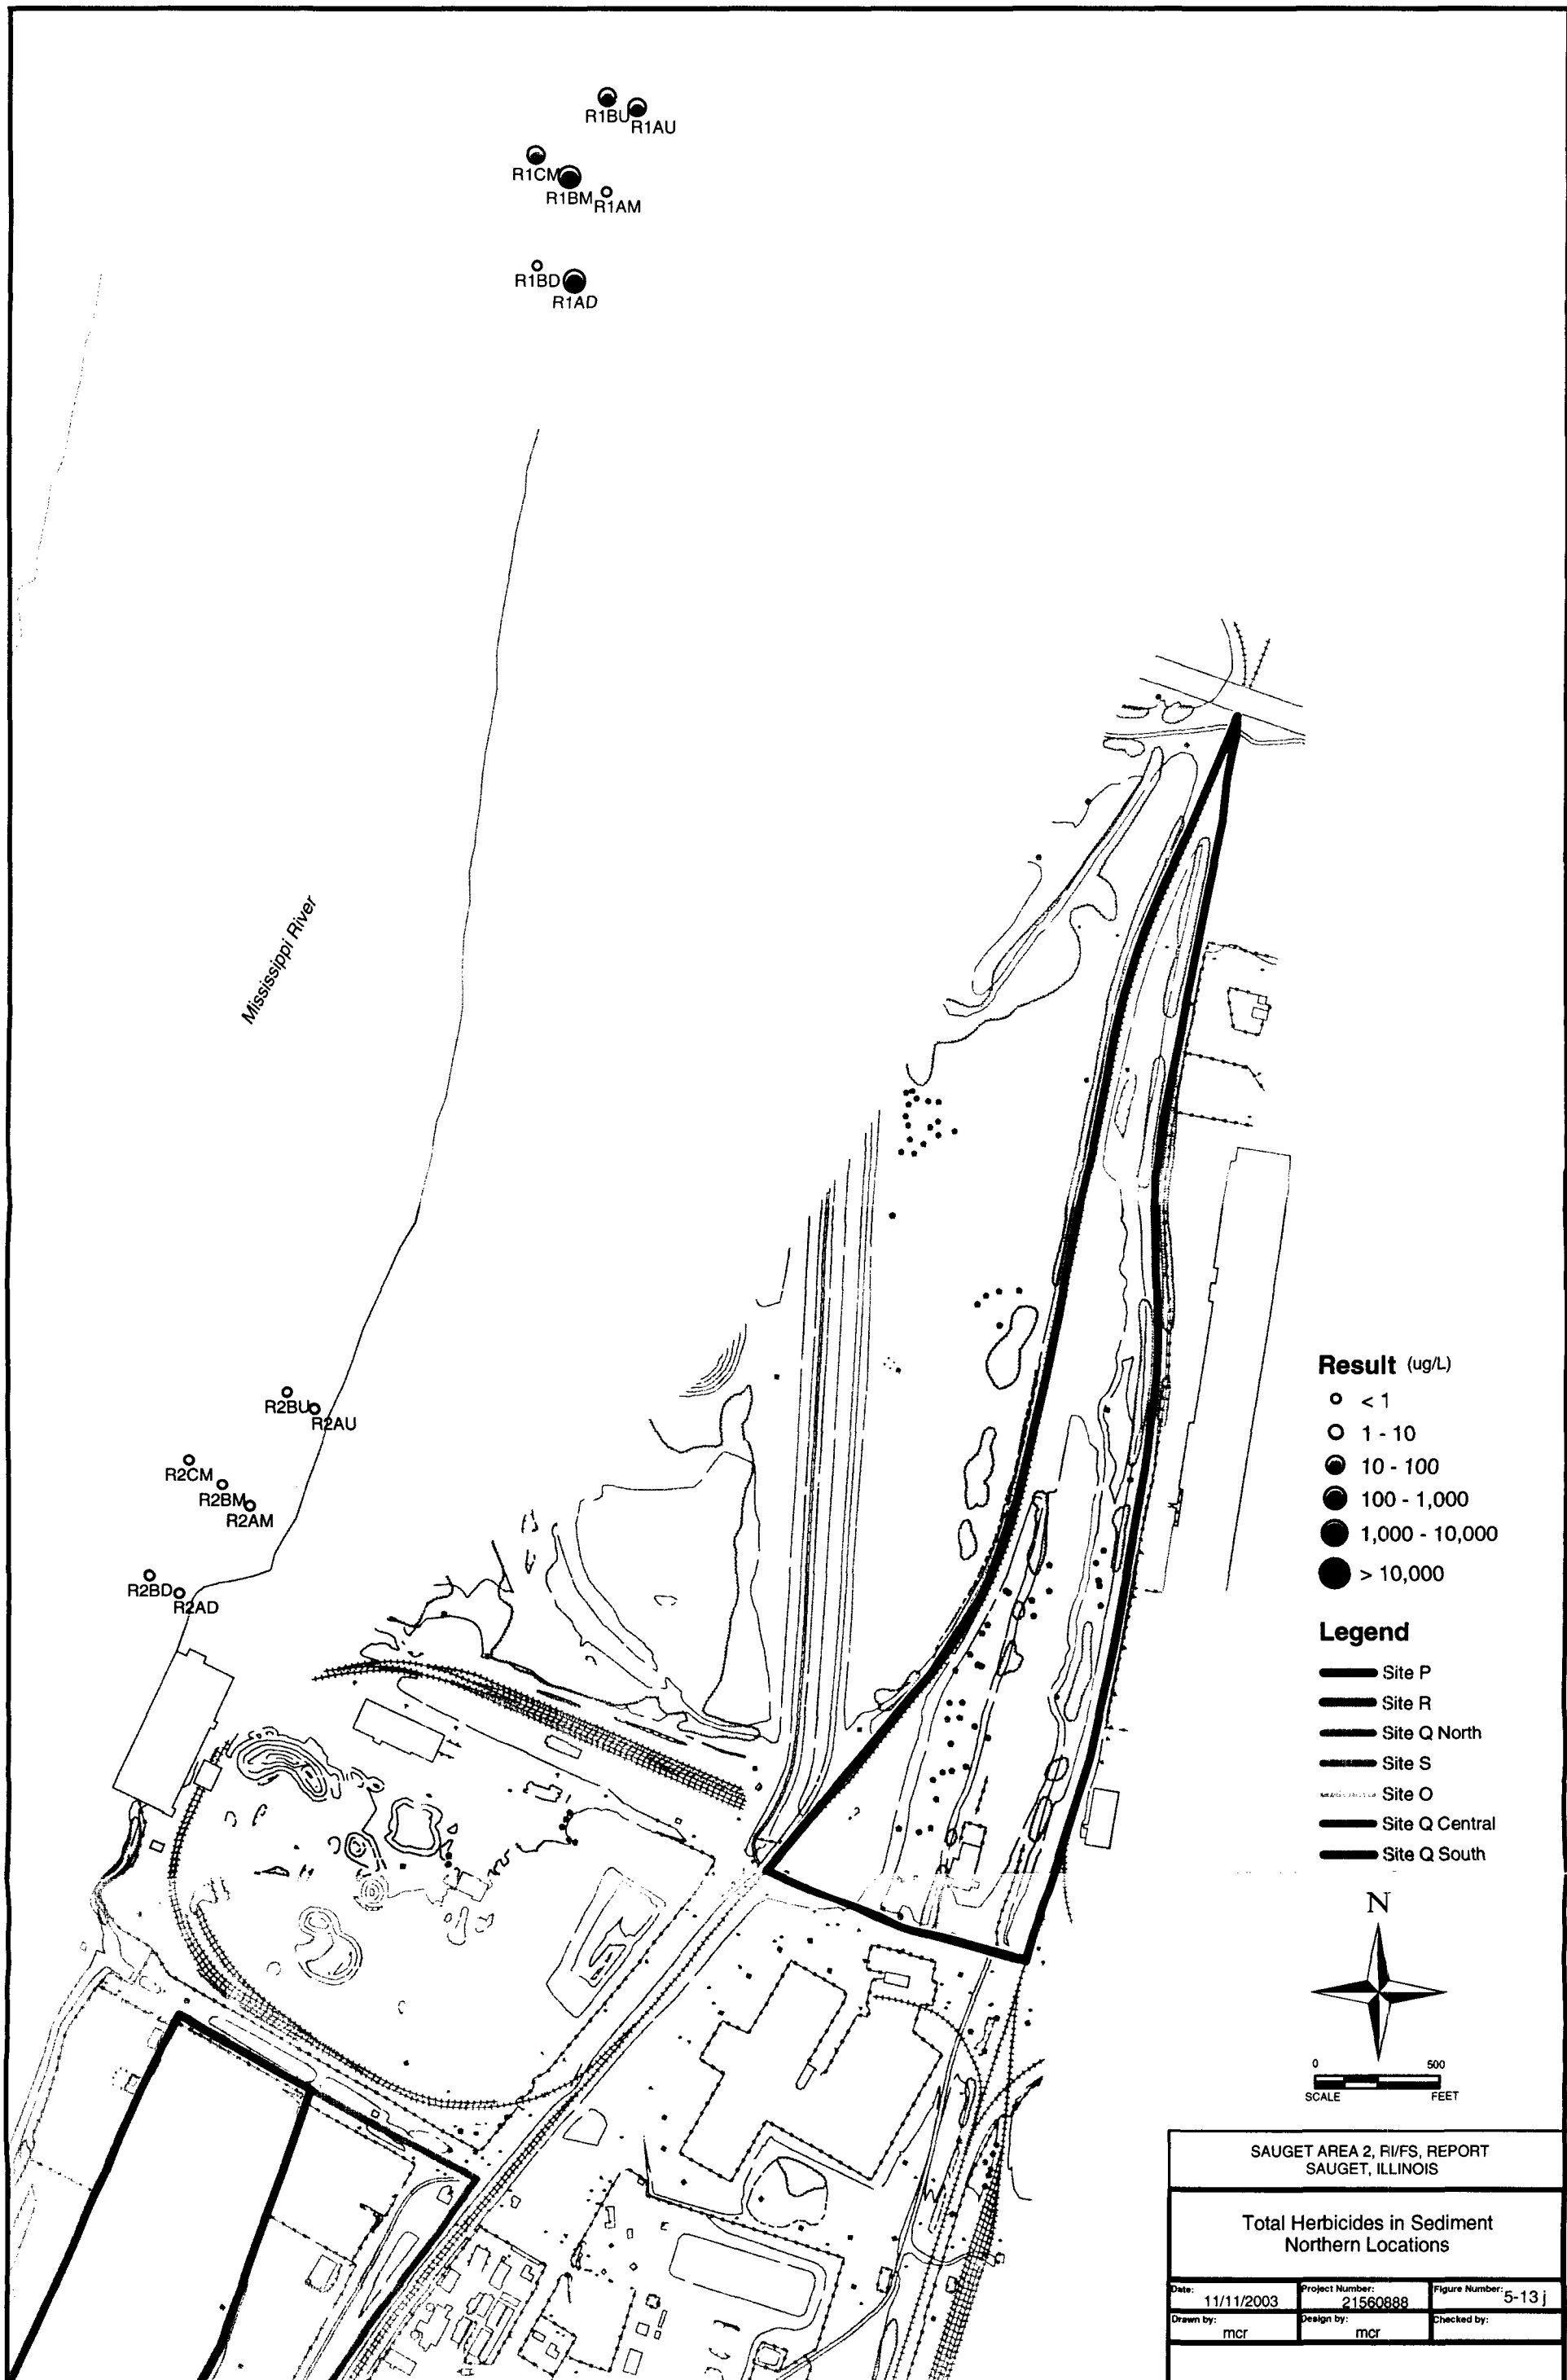 R1BU
R1AU
R1CM
R1BM
R1AM
R1BD
R1AD
Mississippi River
R2BU
R2AU
R2CM
R2BM
R2AM
R2BD
R2AD
Result (ug/L)
< 1
1 - 10
10 - 100
100 - 1,000
1,000 - 10,000
> 10,000
Legend
Site P
Site R
Site Q North
Site S
Site O
Site Q Central
Site Q South
N
0 500
SCALE FEET
SAUGET AREA 2, RI/FS, REPORT
SAUGET, ILLINOIS
Total Herbicides in Sediment
Northern Locations
Date: 11/11/2003
Project Number: 21560888
Figure Number: 5-13 j
Drawn by: mcr
Design by: mcr
Checked by: